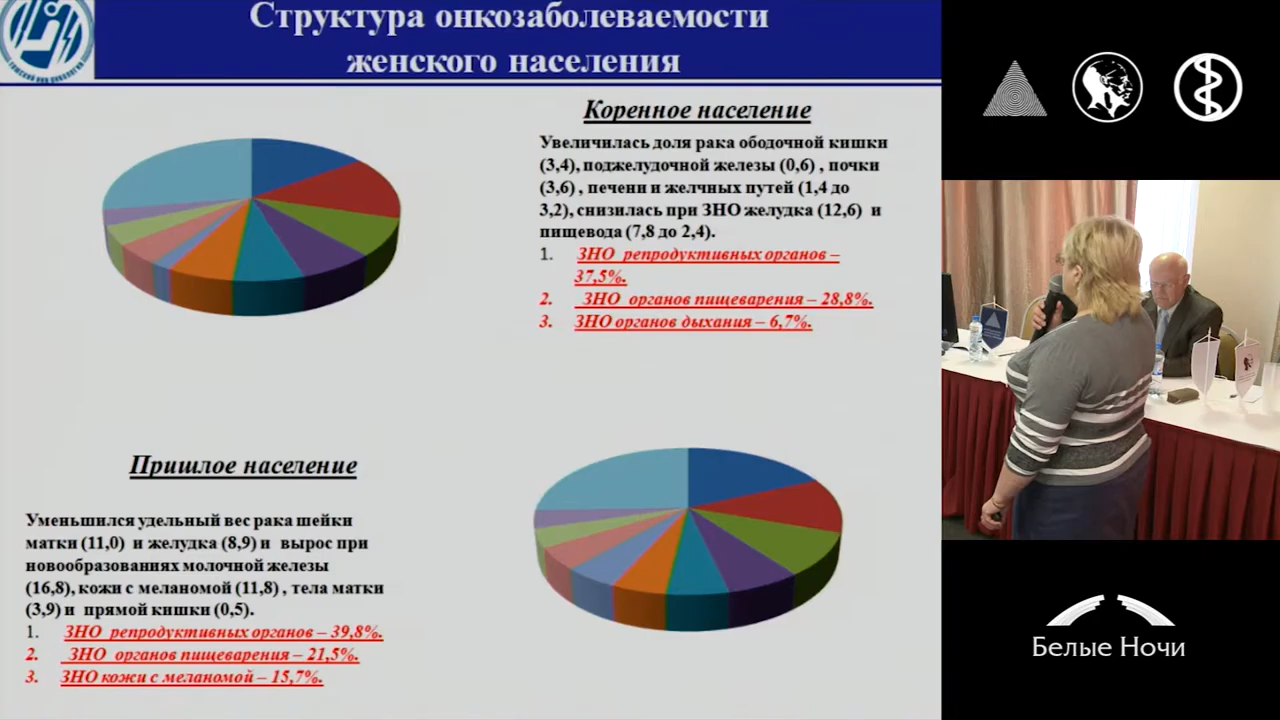 Структура онкозаболеваемости
женского населения
Коренное население
Увеличилась доля рака ободочной кишки
(3,4), поджелудочной железы (0,6) , почки
(3,6) , печени и желчных путей (1,4 до
3,2), снизилась при ЗНО желудка (12,6) и
пищевода (7,8 до 2,4).
1. ЗНО репродуктивных органов –
37,5%.
2. ЗНО органов пищеварения – 28,8%.
3. ЗНО органов дыхания – 6,7%.
Пришлое население
Уменьшился удельный вес рака шейки
матки (11,0) и желудка (8,9) и вырос при
новообразованиях молочной железы
(16,8), кожи с меланомой (11,8) , тела матки
(3,9) и прямой кишки (0,5).
1. ЗНО репродуктивных органов – 39,8%.
2. ЗНО органов пищеварения – 21,5%.
3. ЗНО кожи с меланомой – 15,7%.
Белые Ночи